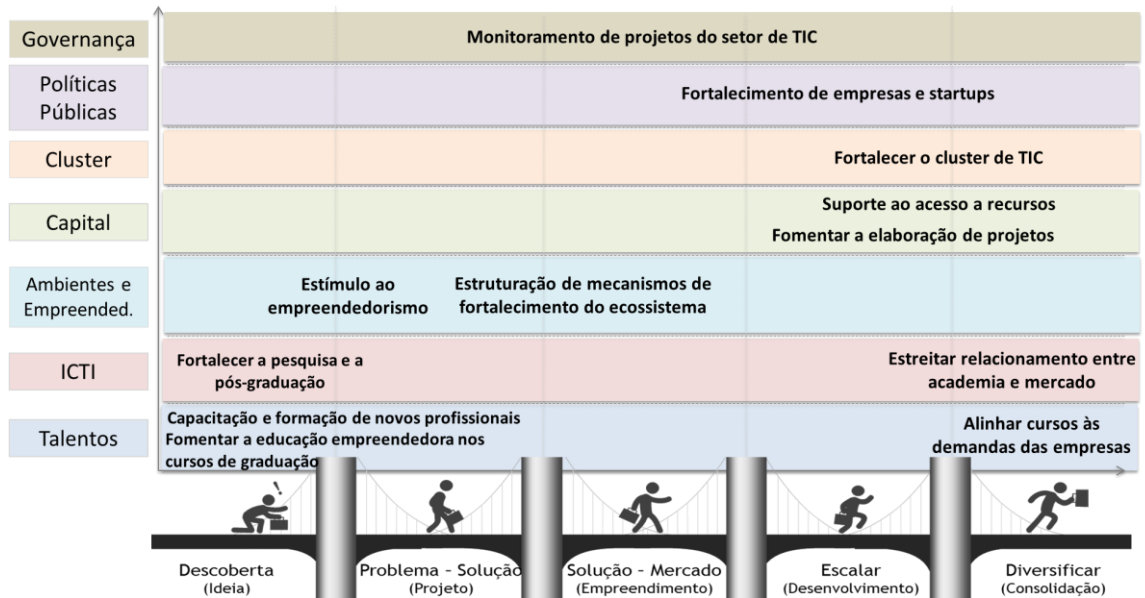 Governança
Monitoramento de projetos do setor de TIC
Políticas
Públicas
Fortalecimento de empresas e startups
Cluster
Fortalecer o cluster de TIC
Capital
Suporte ao acesso a recursos
Fomentar a elaboração de projetos
Ambientes e
Empreended.
Estímulo ao
empreendedorismo
Estruturação de mecanismos de
fortalecimento do ecossistema
ICTI
Fortalecer a pesquisa e a
pós-graduação
Estreitar relacionamento entre
academia e mercado
Talentos
Capacitação e formação de novos profissionais
Fomentar a educação empreendedora nos
cursos de graduação
Alinhar cursos às
demandas das empresas
!
Descoberta
(Ideia)
Problema - Solução
(Projeto)
Solução - Mercado
(Empreendimento)
Escalar
(Desenvolvimento)
Diversificar
(Consolidação)